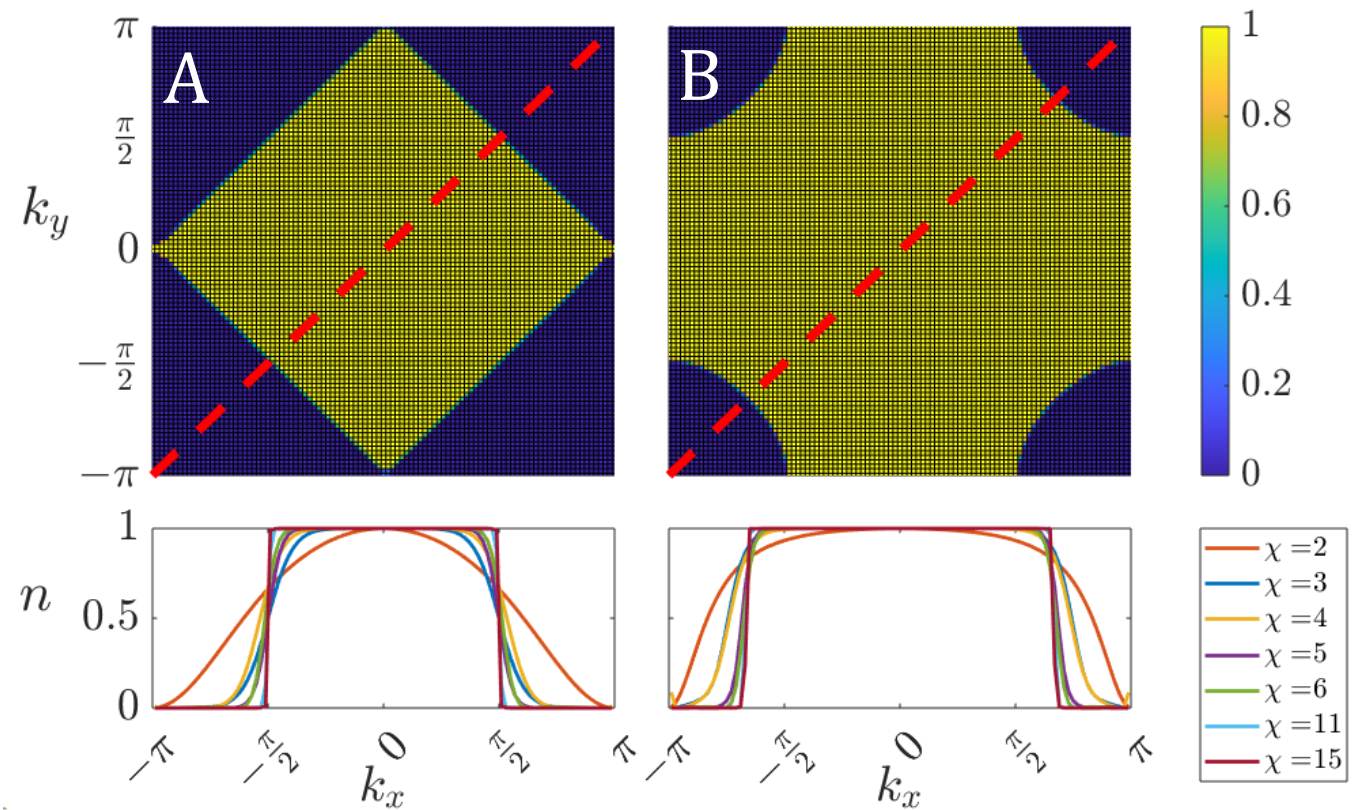 π
π/2
0
−π/2
−π
k_y
A
B
1
0.8
0.6
0.4
0.2
0
n
1
0.5
0
−π
−π/2
0
π/2
π
k_x
−π
−π/2
0
π/2
π
k_x
χ =2
χ =3
χ =4
χ =5
χ =6
χ =11
χ =15